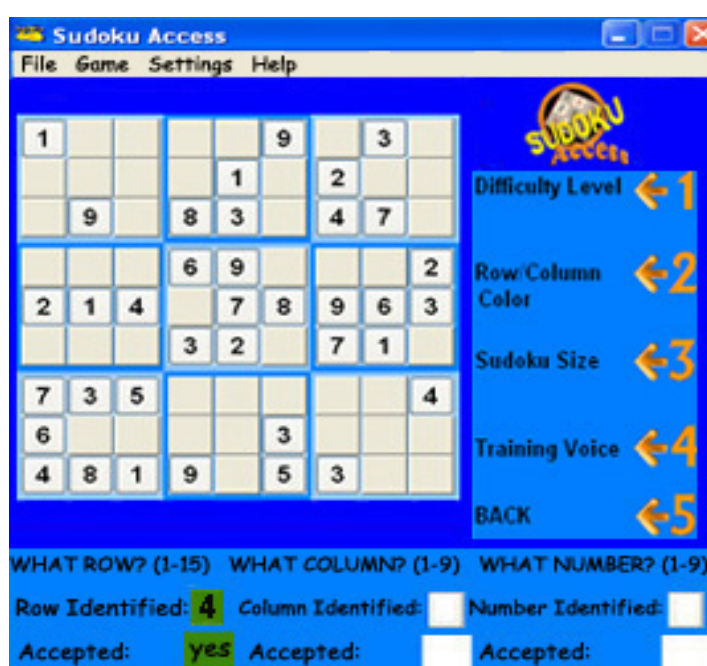 Sudoku Access
File Game Settings Help
SUDOKU
Access
1 9 3
1 2
9 8 3 4 7
6 9 2
2 1 4 7 8 9 6 3
3 2 7 1
7 3 5 4
6 3
4 8 1 9 5 3
Difficulty Level 1
Row/Column 2
Color
Sudoku Size 3
Training Voice 4
BACK 5
WHAT ROW? (1-15) WHAT COLUMN? (1-9) WHAT NUMBER? (1-9)
Row Identified: 4 Column Identified: Number Identified:
Accepted: yes Accepted: Accepted: